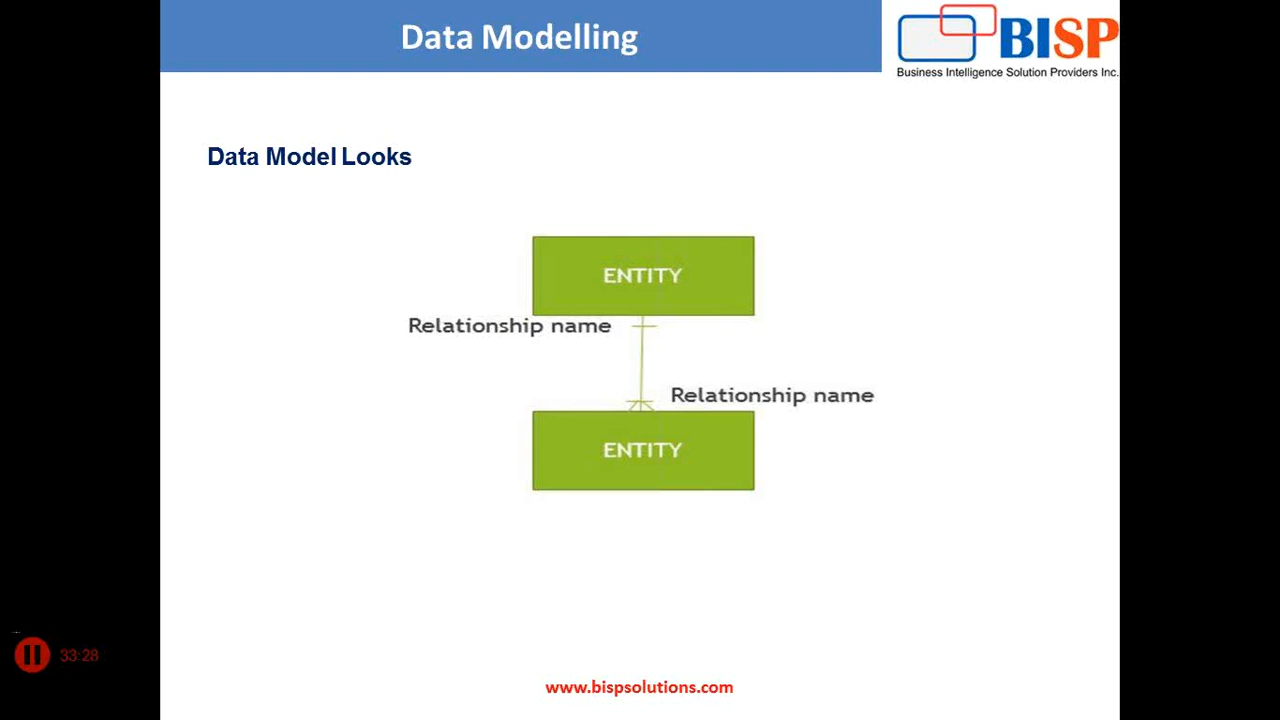 Data Modelling
BISP
Business Intelligence Solution Providers Inc.
Data Model Looks
ENTITY
Relationship name
Relationship name
ENTITY
33:28
www.bispsolutions.com